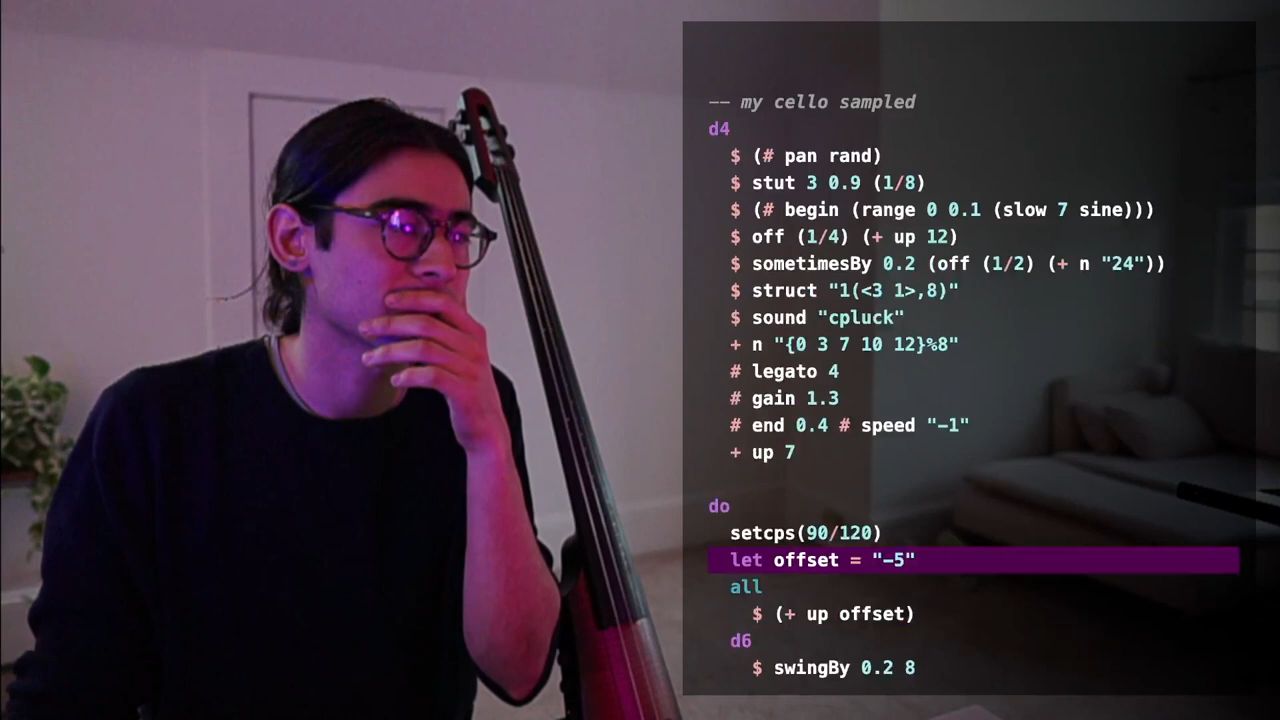 -- my cello sampled
d4
$ (# pan rand)
$ stut 3 0.9 (1/8)
$ (# begin (range 0 0.1 (slow 7 sine)))
$ off (1/4) (+ up 12)
$ sometimesBy 0.2 (off (1/2) (+ n "24"))
$ struct "1(<3 1>,8)"
$ sound "cpluck"
+ n "{0 3 7 10 12}%8"
# legato 4
# gain 1.3
# end 0.4 # speed "-1"
+ up 7
do
setcps(90/120)
let offset = "-5"
all
$ (+ up offset)
d6
$ swingBy 0.2 8